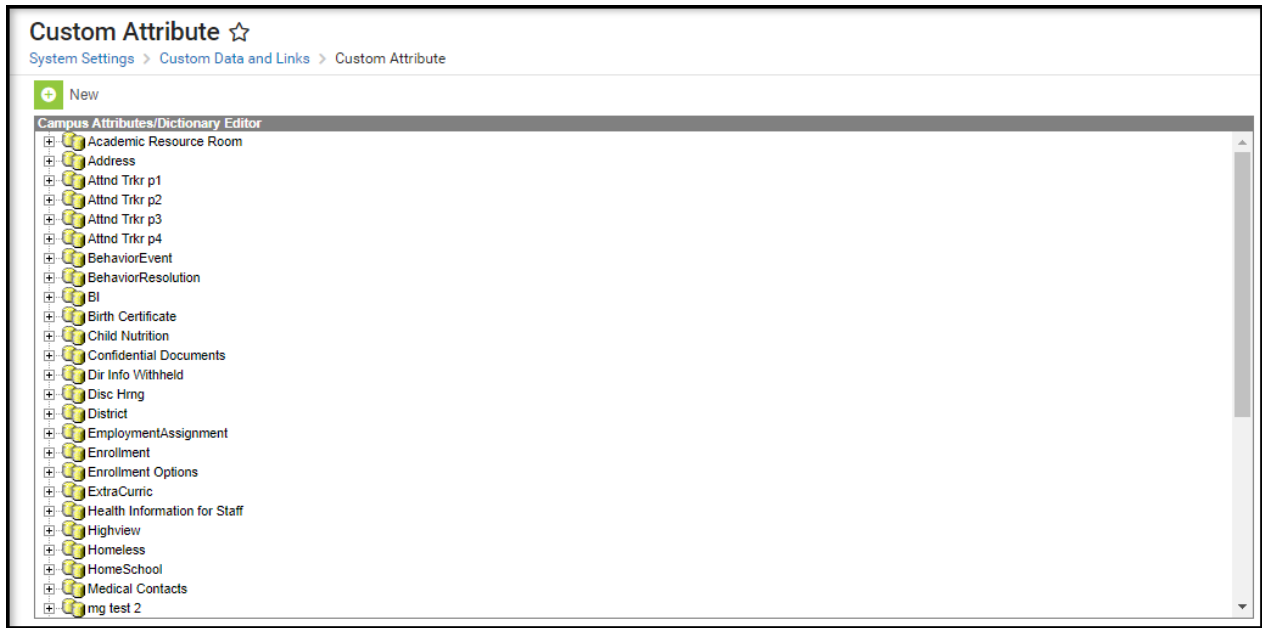 Custom Attribute
System Settings > Custom Data and Links > Custom Attribute
New
Campus Attributes/Dictionary Editor
Academic Resource Room
Address
Attnd Trkr p1
Attnd Trkr p2
Attnd Trkr p3
Attnd Trkr p4
BehaviorEvent
BehaviorResolution
BI
Birth Certificate
Child Nutrition
Confidential Documents
Dir Info Withheld
Disc Hrng
District
EmploymentAssignment
Enrollment
Enrollment Options
ExtraCurric
Health Information for Staff
Highview
Homeless
HomeSchool
Medical Contacts
mg test 2